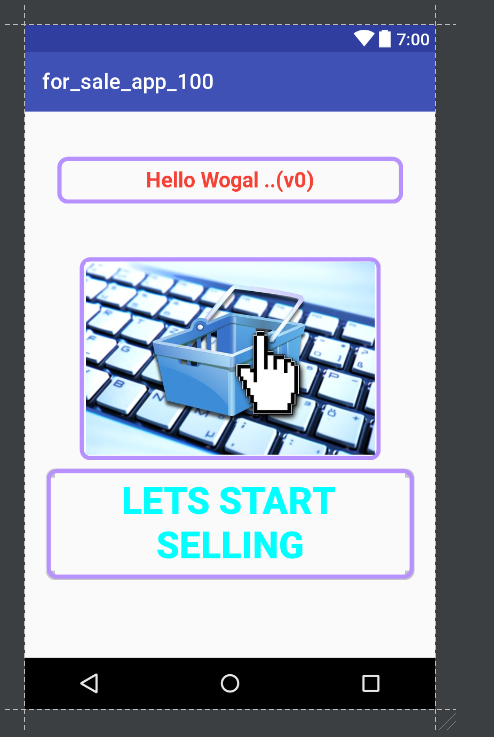 7:00
for_sale_app_100
Hello Wogal ..(v0)
LETS START
SELLING